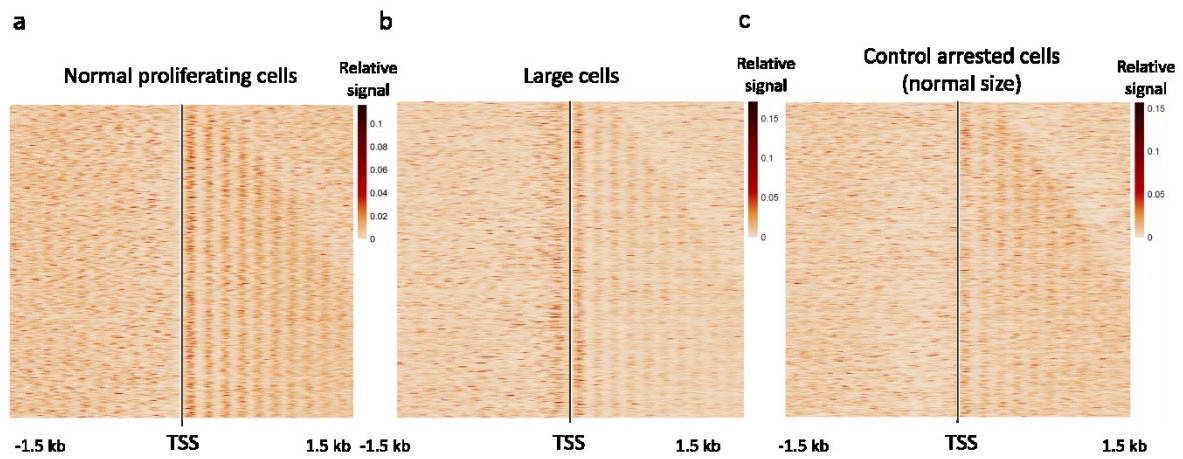 a
Normal proliferating cells
Relative
signal
0.1
0.08
0.06
0.04
0.02
0
-1.5 kb
TSS
1.5 kb
b
Large cells
Relative
signal
0.15
0.1
0.05
0
-1.5 kb
TSS
1.5 kb
c
Control arrested cells
(normal size)
Relative
signal
0.15
0.1
0.05
0
-1.5 kb
TSS
1.5 kb